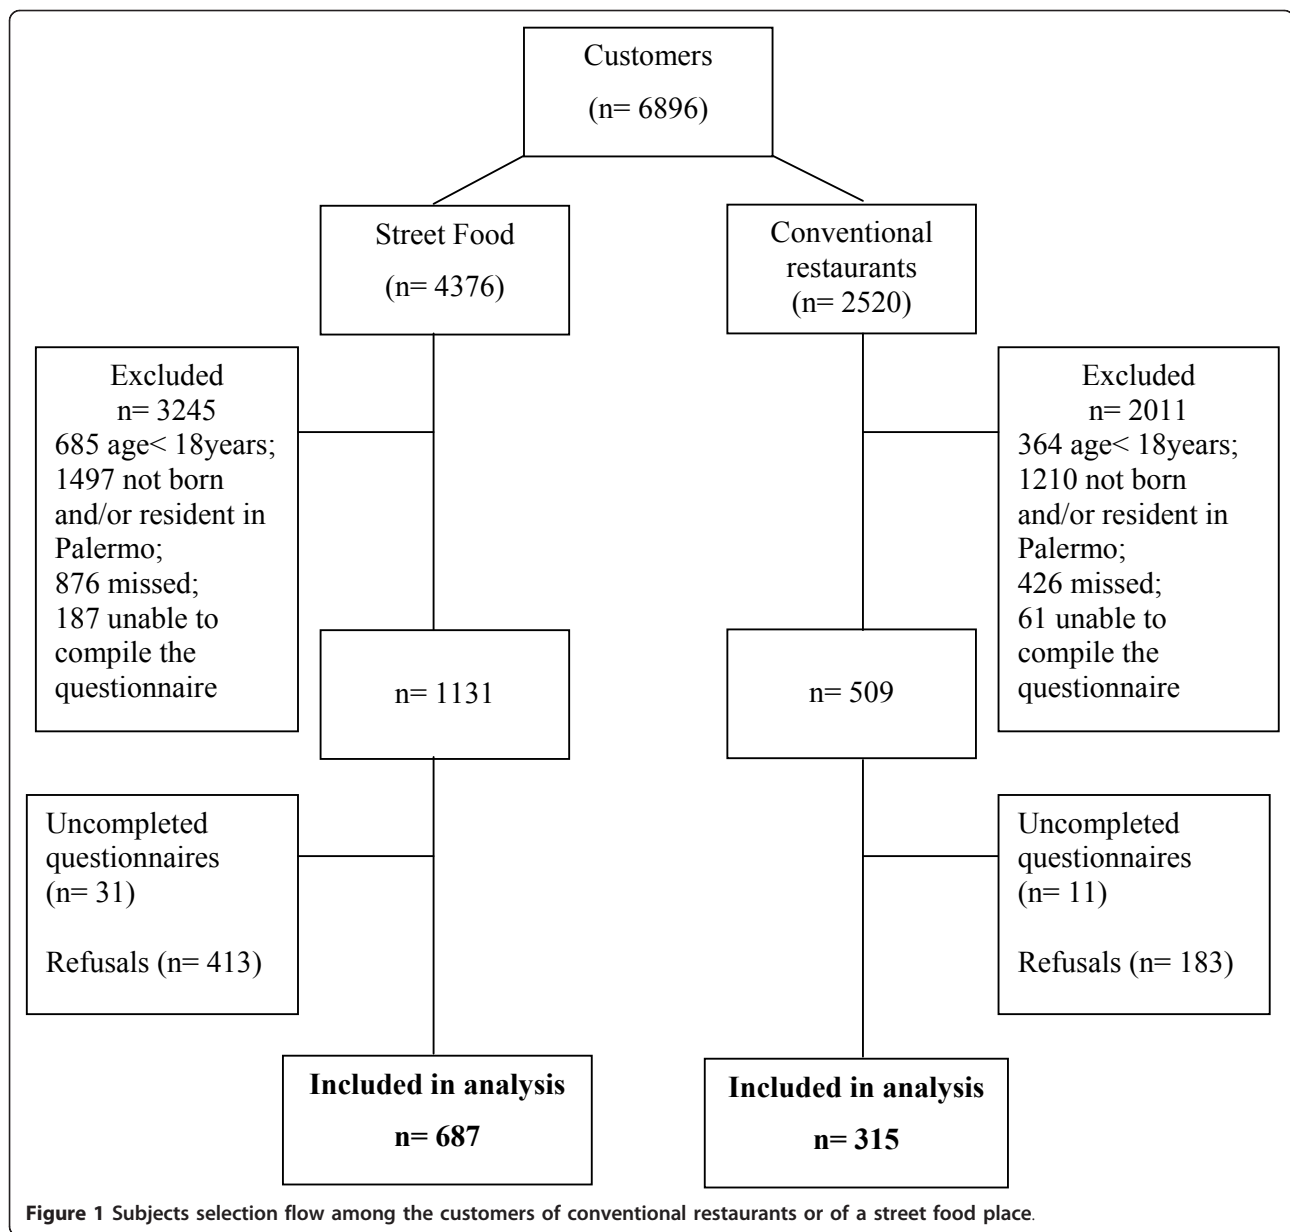 Customers
(n= 6896)
Street Food
(n= 4376)
Conventional
restaurants
(n= 2520)
Excluded
n= 3245
685 age< 18years;
1497 not born
and/or resident in
Palermo;
876 missed;
187 unable to
compile the
questionnaire
Excluded
n= 2011
364 age< 18years;
1210 not born
and/or resident in
Palermo;
426 missed;
61 unable to
compile the
questionnaire
n= 1131
n= 509
Uncompleted
questionnaires
(n= 31)
Refusals (n= 413)
Uncompleted
questionnaires
(n= 11)
Refusals (n= 183)
Included in analysis
n= 687
Included in analysis
n= 315
Figure 1 Subjects selection flow among the customers of conventional restaurants or of a street food place.